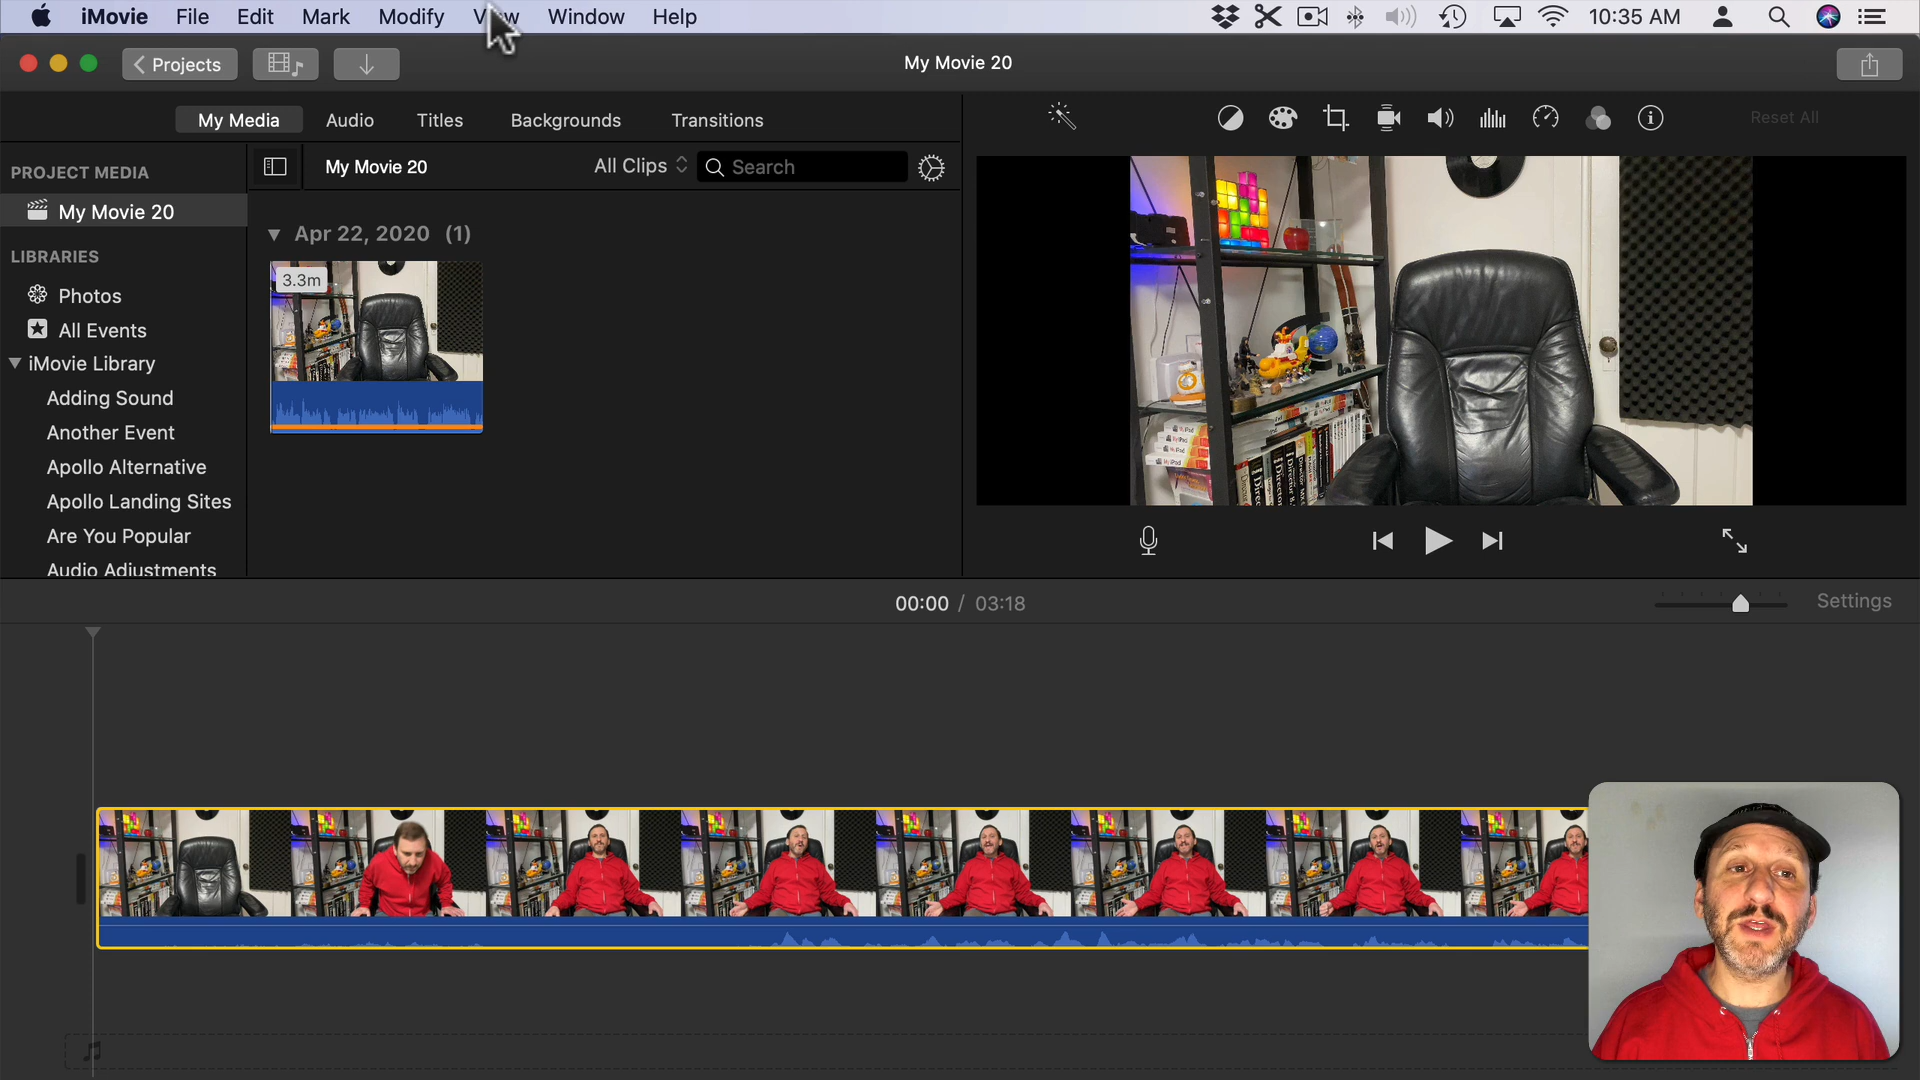 iMovie File Edit Mark Modify View Window Help 10:35 AM
Projects My Movie 20
My Media Audio Titles Backgrounds Transitions Reset All
PROJECT MEDIA My Movie 20 All Clips Search
My Movie 20
LIBRARIES
Photos
All Events
iMovie Library
Adding Sound
Another Event
Apollo Alternative
Apollo Landing Sites
Are You Popular
Audio Adjustments
Apr 22, 2020 (1)
3.3m
00:00 / 03:18 Settings